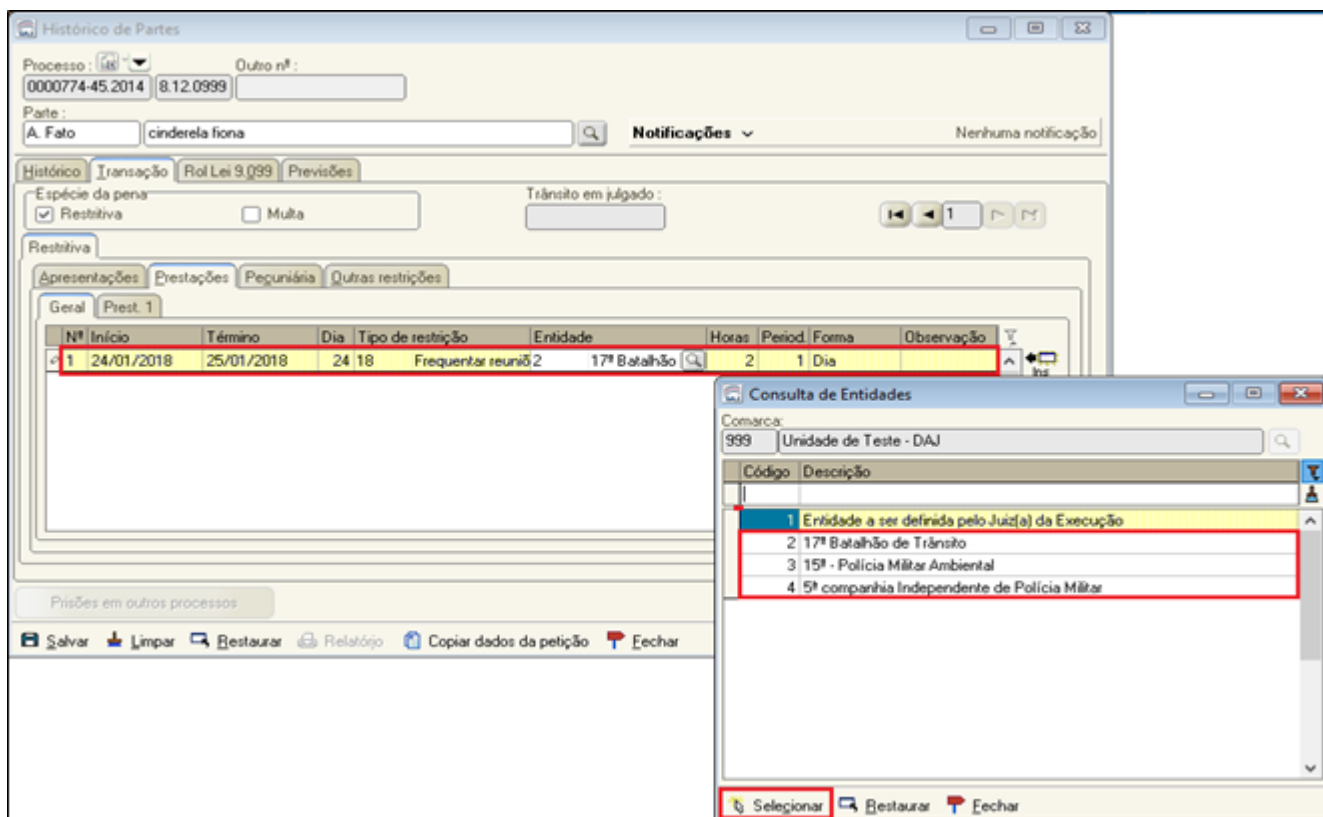 Histórico de Partes
Processo : Outro nº :
0000774-45.2014 8.12.0999
Parte :
A. Fato cinderela fiona Notificações Nenhuma notificação
Histórico Transação Rol Lei 9.099 Previsões
Espécie da pena Trânsito em julgado :
Restritiva Multa 1
Restritiva
Apresentações Prestações Peçuniária Outras restrições
Geral Prest. 1
Nº Início Término Dia Tipo de restrição Entidade Horas Period. Forma Observação
1 24/01/2018 25/01/2018 24 18 Frequentar reuniõ 2 17º Batalhão 2 1 Dia
Ins
Consulta de Entidades
Comarca:
999 Unidade de Teste - DAJ
Código Descrição
1 Entidade a ser definida pelo Juiz(a) da Execução
2 17º Batalhão de Trânsito
3 15ª - Polícia Militar Ambiental
4 5ª companhia Independente de Polícia Militar
Prisões em outros processos
Salvar Limpar Restaurar Relatório Copiar dados da petição Fechar
Selecionar Restaurar Fechar